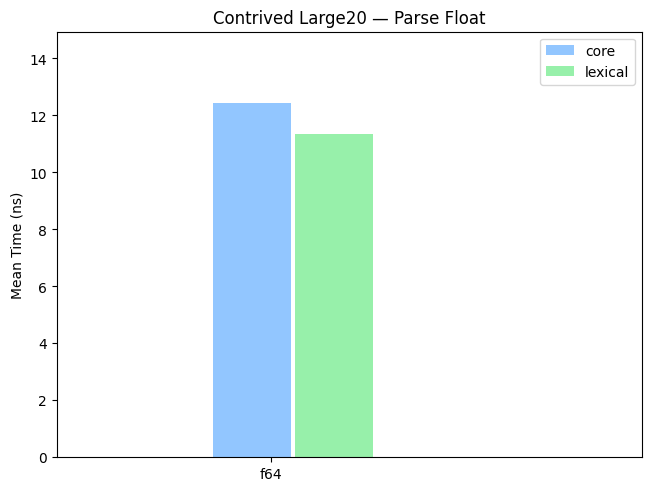 Contrived Large20 — Parse Float
core
lexical
Mean Time (ns)
14
12
10
8
6
4
2
0
f64